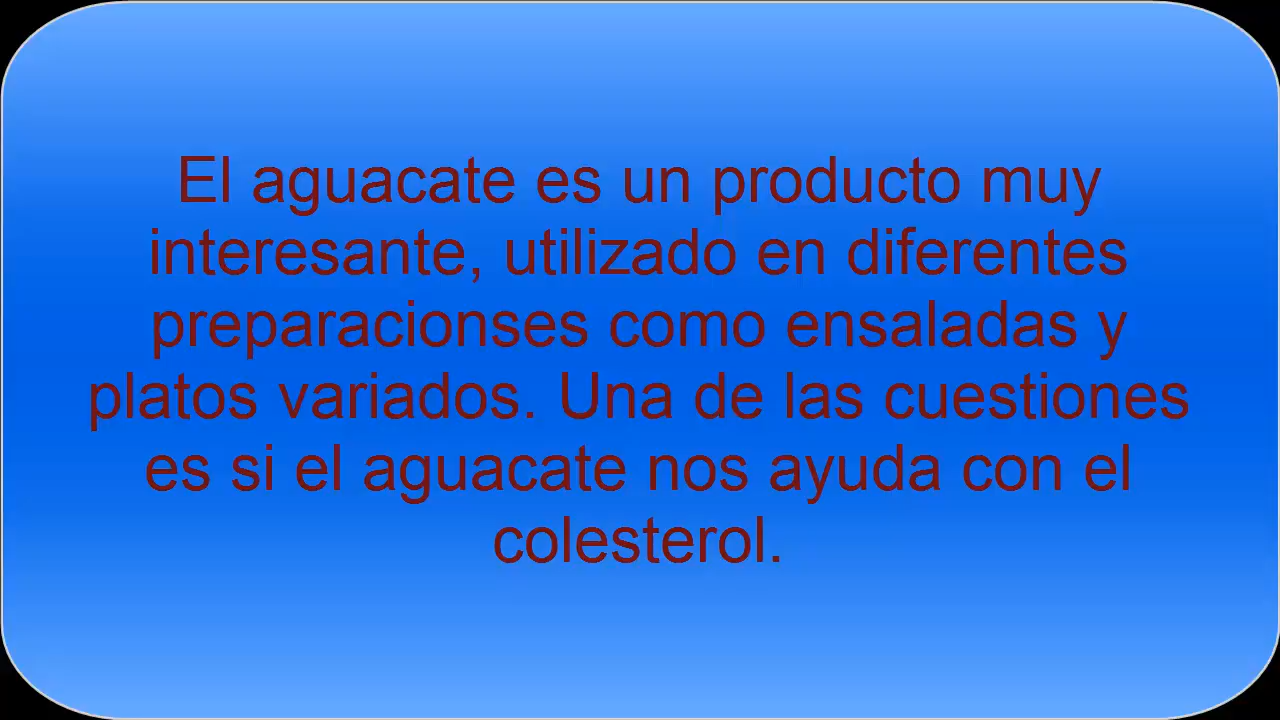 El aguacate es un producto muy
interesante, utilizado en diferentes
preparacionses como ensaladas y
platos variados. Una de las cuestiones
es si el aguacate nos ayuda con el
colesterol.